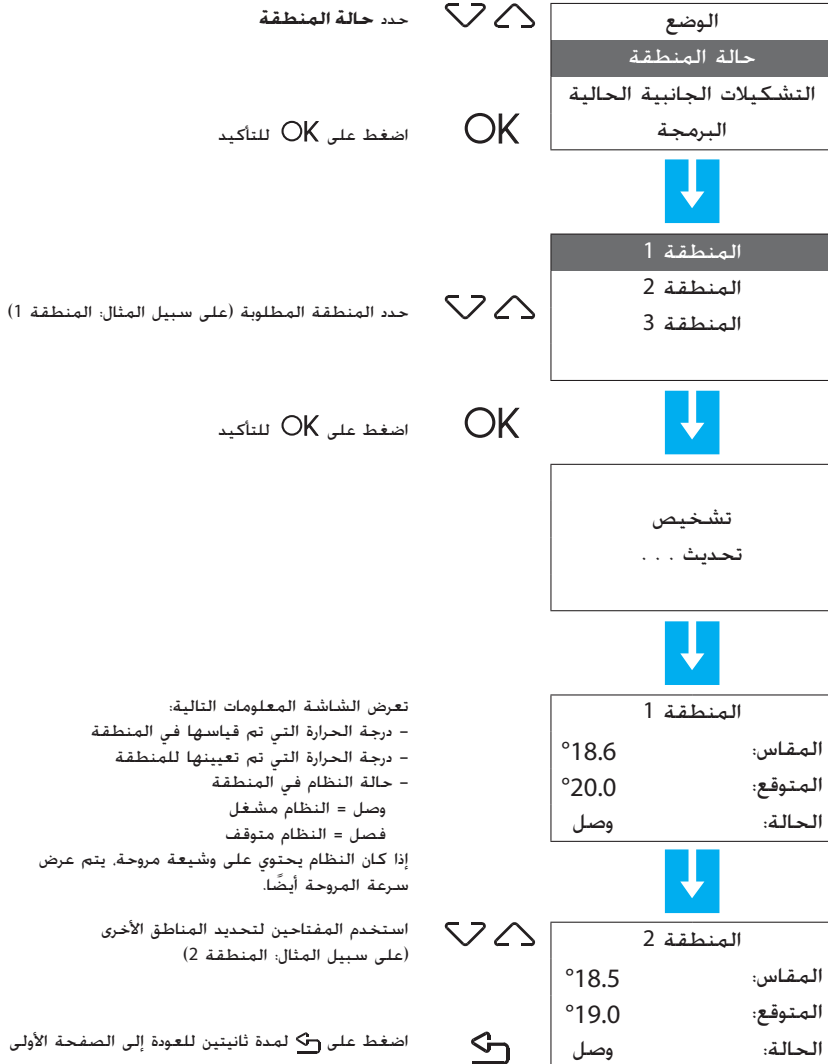 الوضع
حالة المنطقة
التشكيلات الجانبية الحالية
البرمجة
حدد حالة المنطقة
OK
اضغط على OK للتأكيد
المنطقة 1
المنطقة 2
المنطقة 3
حدد المنطقة المطلوبة (على سبيل المثال: المنطقة 1)
OK
اضغط على OK للتأكيد
تشخيص
تحديث . . .
المنطقة 1
المقاس: 18.6°
المتوقع: 20.0°
الحالة: وصل
تعرض الشاشة المعلومات التالية:
– درجة الحرارة التي تم قياسها في المنطقة
– درجة الحرارة التي تم تعيينها للمنطقة
– حالة النظام في المنطقة
وصل = النظام مشغل
فصل = النظام متوقف
إذا كان النظام يحتوي على وشيعة مروحة، يتم عرض
سرعة المروحة أيضًا.
المنطقة 2
المقاس: 18.5°
المتوقع: 19.0°
الحالة: وصل
استخدم المفتاحين لتحديد المناطق الأخرى
(على سبيل المثال: المنطقة 2)
اضغط على لمدة ثانيتين للعودة إلى الصفحة الأولى